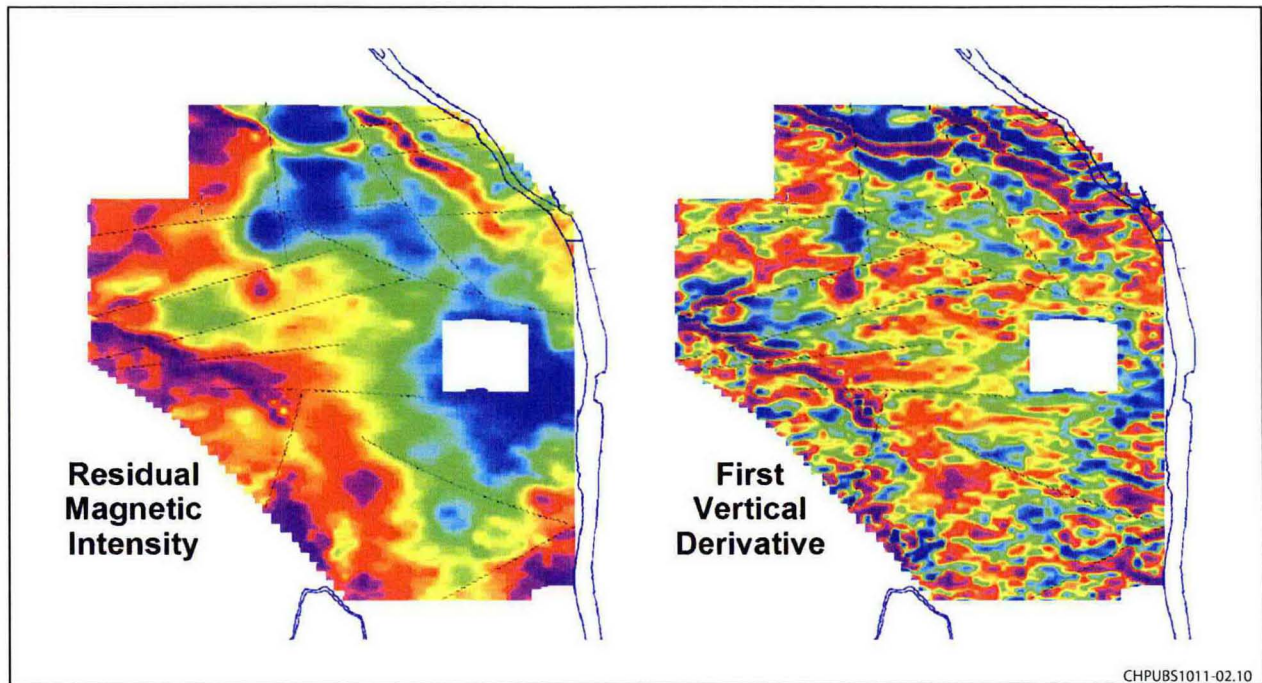 Residual
Magnetic
Intensity
First
Vertical
Derivative
CHPUBS1011-02.10